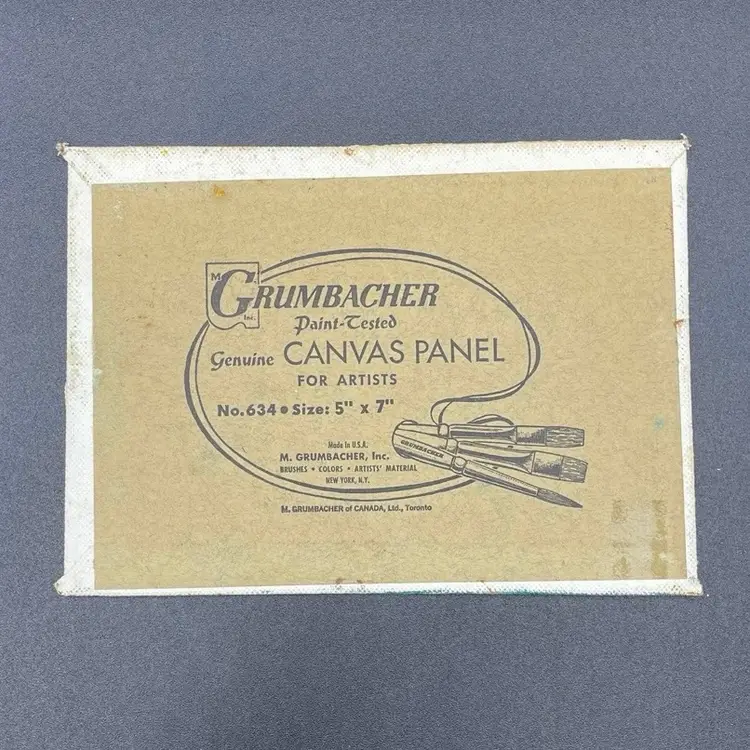 M. GRUMBACHER Inc.
Paint-Tested
Genuine CANVAS PANEL
FOR ARTISTS
No.634 • Size: 5" x 7"
Made in U.S.A.
M. GRUMBACHER, Inc.
BRUSHES • COLORS • ARTISTS' MATERIAL
NEW YORK, N.Y.
GRUMBACHER
M. GRUMBACHER of CANADA, Ltd., Toronto